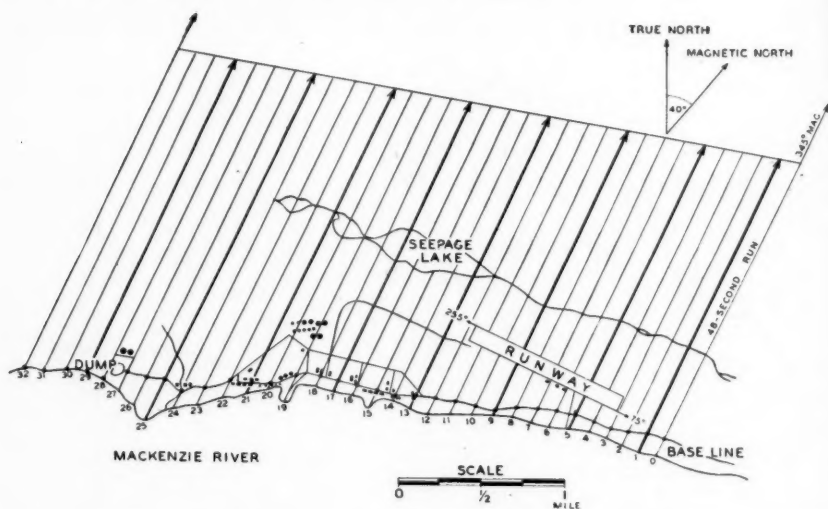 TRUE NORTH
MAGNETIC NORTH
40°
345° MAG
48-SECOND RUN
SEEPAGE
LAKE
255°
RUNWAY
75°
DUMP
32 31 30 29 28 27 26 25 24 23 22 21 20 19 18 17 16 15 14 13 12 11 10 9 8 7 6 5 4 3 2 1 0
BASE LINE
MACKENZIE RIVER
SCALE
0 1/2 1
MILE